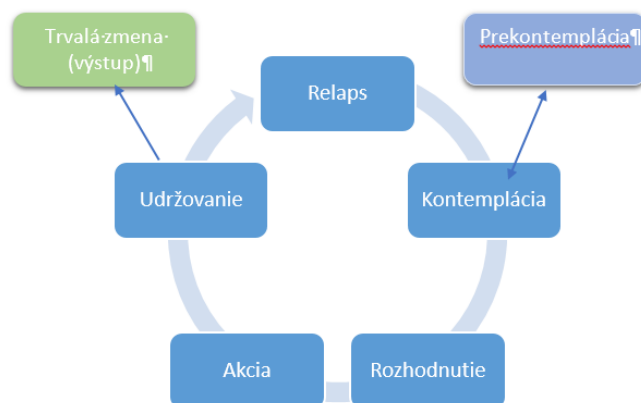 Trvalá·zmena·
(výstup)¶
Prekontemplácia¶
Relaps
Udržovanie
Kontemplácia
Akcia
Rozhodnutie